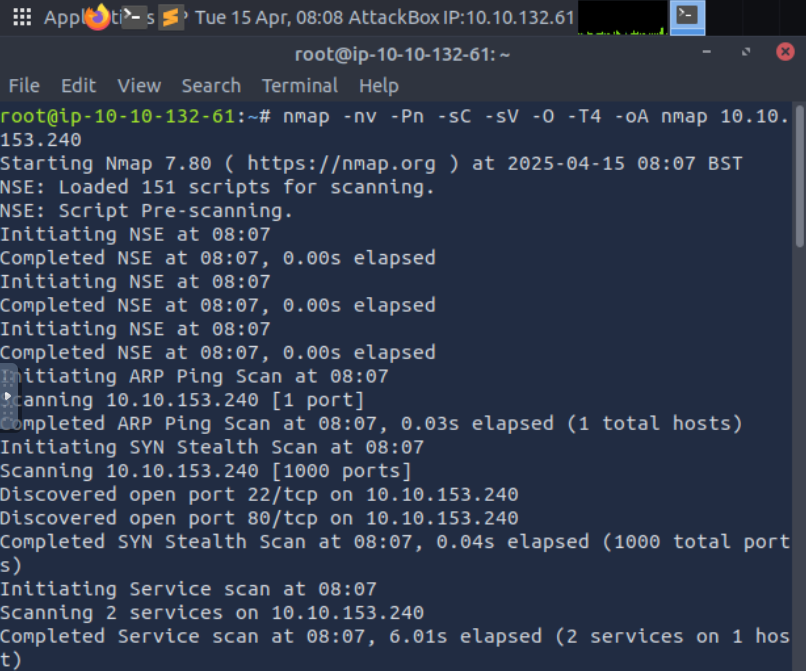 Appl ti s P Tue 15 Apr, 08:08 AttackBox IP:10.10.132.61
root@ip-10-10-132-61: ~
File Edit View Search Terminal Help
root@ip-10-10-132-61:~# nmap -nv -Pn -sC -sV -O -T4 -oA nmap 10.10.
153.240
Starting Nmap 7.80 ( https://nmap.org ) at 2025-04-15 08:07 BST
NSE: Loaded 151 scripts for scanning.
NSE: Script Pre-scanning.
Initiating NSE at 08:07
Completed NSE at 08:07, 0.00s elapsed
Initiating NSE at 08:07
Completed NSE at 08:07, 0.00s elapsed
Initiating NSE at 08:07
Completed NSE at 08:07, 0.00s elapsed
Initiating ARP Ping Scan at 08:07
Scanning 10.10.153.240 [1 port]
Completed ARP Ping Scan at 08:07, 0.03s elapsed (1 total hosts)
Initiating SYN Stealth Scan at 08:07
Scanning 10.10.153.240 [1000 ports]
Discovered open port 22/tcp on 10.10.153.240
Discovered open port 80/tcp on 10.10.153.240
Completed SYN Stealth Scan at 08:07, 0.04s elapsed (1000 total port
s)
Initiating Service scan at 08:07
Scanning 2 services on 10.10.153.240
Completed Service scan at 08:07, 6.01s elapsed (2 services on 1 hos
t)